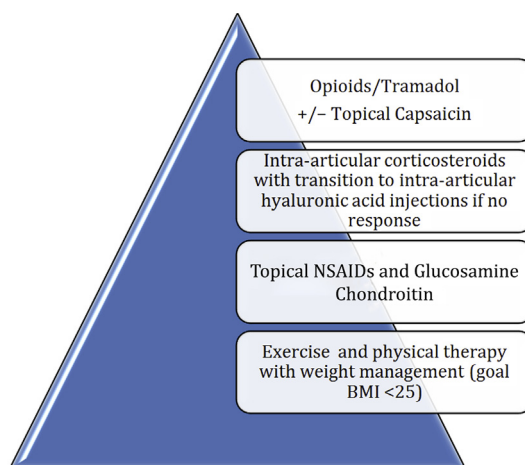 Opioids/Tramadol
+/− Topical Capsaicin
Intra-articular corticosteroids
with transition to intra-articular
hyaluronic acid injections if no
response
Topical NSAIDs and Glucosamine
Chondroitin
Exercise and physical therapy
with weight management (goal
BMI <25)